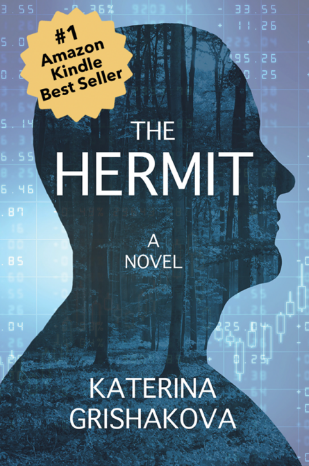 #1
Amazon
Kindle
Best Seller
THE
HERMIT
A
NOVEL
KATERINA
GRISHAKOVA